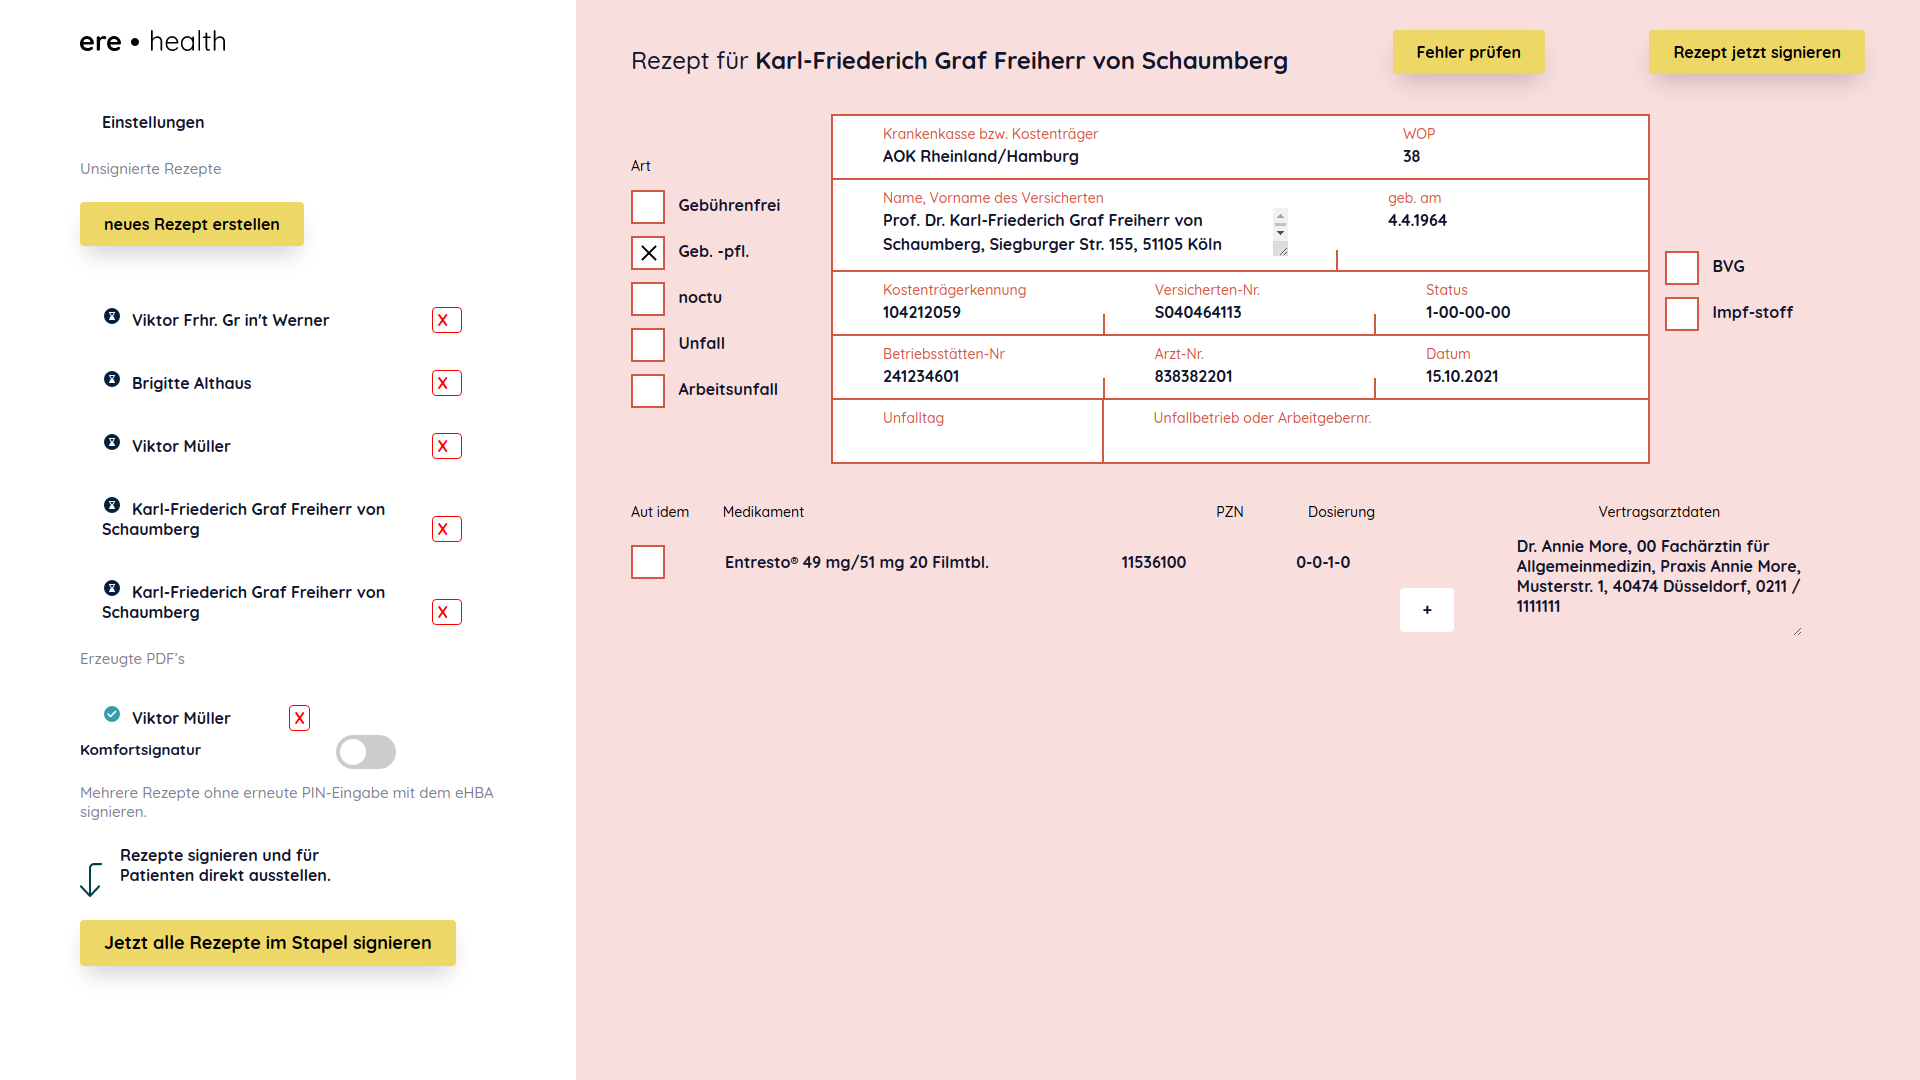 ere • health
Einstellungen
Unsignierte Rezepte
neues Rezept erstellen
Viktor Frhr. Gr in't Werner
X
Brigitte Althaus
X
Viktor Müller
X
Karl-Friederich Graf Freiherr von
Schaumberg
X
Karl-Friederich Graf Freiherr von
Schaumberg
X
Erzeugte PDF's
Viktor Müller
X
Komfortsignatur
Mehrere Rezepte ohne erneute PIN-Eingabe mit dem eHBA
signieren.
Rezepte signieren und für
Patienten direkt ausstellen.
Jetzt alle Rezepte im Stapel signieren
Rezept für Karl-Friederich Graf Freiherr von Schaumberg
Fehler prüfen
Rezept jetzt signieren
Art
Gebührenfrei
Geb. -pfl.
noctu
Unfall
Arbeitsunfall
Krankenkasse bzw. Kostenträger
AOK Rheinland/Hamburg
WOP
38
Name, Vorname des Versicherten
Prof. Dr. Karl-Friederich Graf Freiherr von
Schaumberg, Siegburger Str. 155, 51105 Köln
geb. am
4.4.1964
Kostenträgerkennung
104212059
Versicherten-Nr.
S040464113
Status
1-00-00-00
Betriebsstätten-Nr
241234601
Arzt-Nr.
838382201
Datum
15.10.2021
Unfalltag
Unfallbetrieb oder Arbeitgebernr.
BVG
Impf-stoff
Aut idem
Medikament
PZN
Dosierung
Vertragsarztdaten
Entresto® 49 mg/51 mg 20 Filmtbl.
11536100
0-0-1-0
+
Dr. Annie More, 00 Fachärztin für
Allgemeinmedizin, Praxis Annie More,
Musterstr. 1, 40474 Düsseldorf, 0211 /
1111111